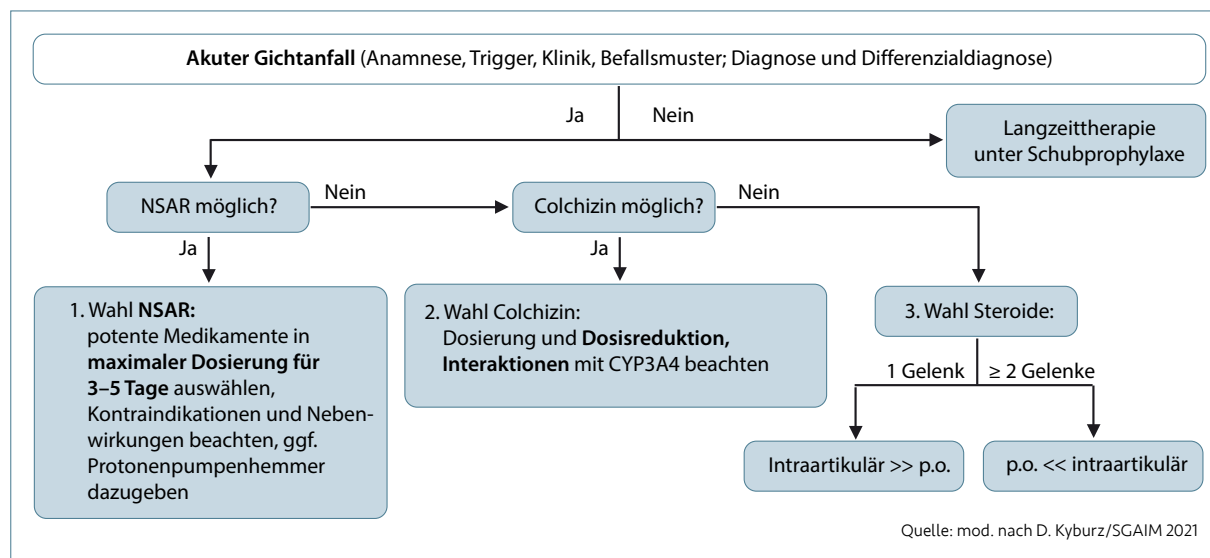 Akuter Gichtanfall (Anamnese, Trigger, Klinik, Befallsmuster; Diagnose und Differenzialdiagnose)
Ja
Nein
Langzeittherapie
unter Schubprophylaxe
NSAR möglich?
Nein
Colchizin möglich?
Nein
Ja
Ja
1. Wahl NSAR:
potente Medikamente in
maximaler Dosierung für
3–5 Tage auswählen,
Kontraindikationen und Neben-
wirkungen beachten, ggf.
Protonenpumpenhemmer
dazugeben
2. Wahl Colchizin:
Dosierung und Dosisreduktion,
Interaktionen mit CYP3A4 beachten
3. Wahl Steroide:
1 Gelenk
≥ 2 Gelenke
Intraartikulär >> p.o.
p.o. << intraartikulär
Quelle: mod. nach D. Kyburz/SGAIM 2021